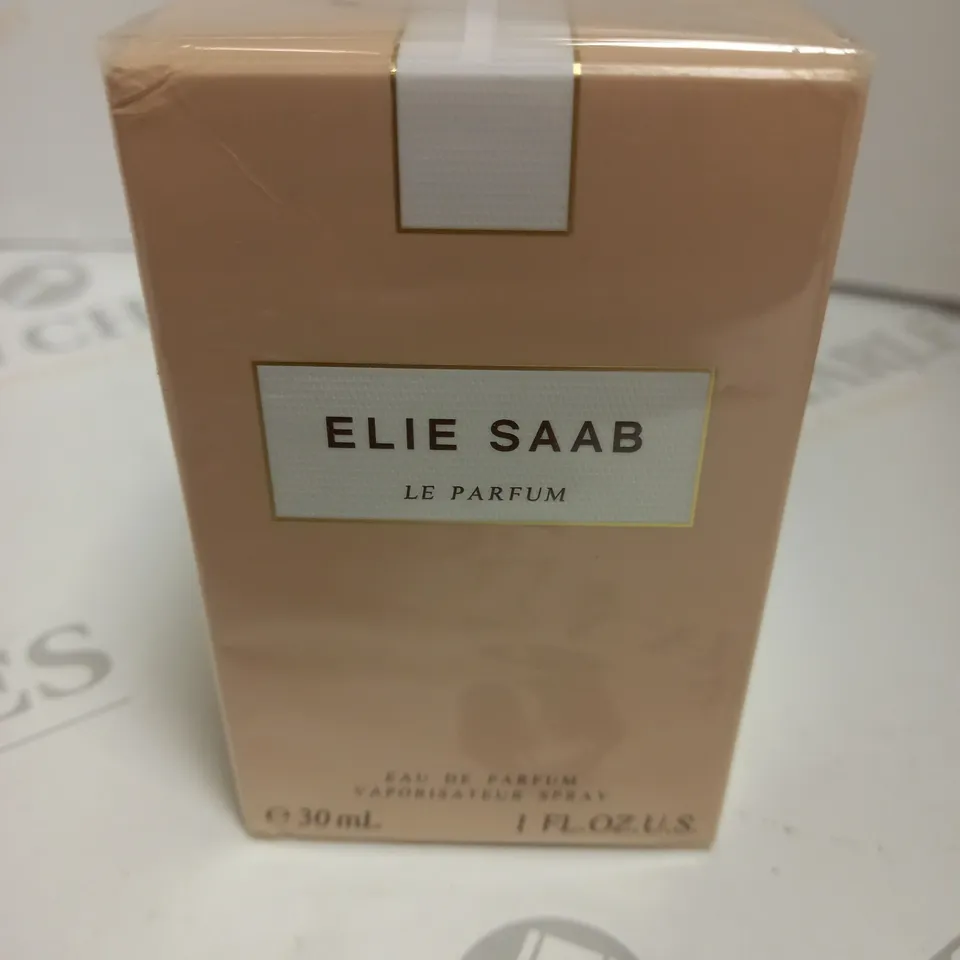 ELIE SAAB
LE PARFUM
EAU DE PARFUM
VAPORISATEUR SPRAY
℮ 30 mL 1 FL.OZ.U.S.